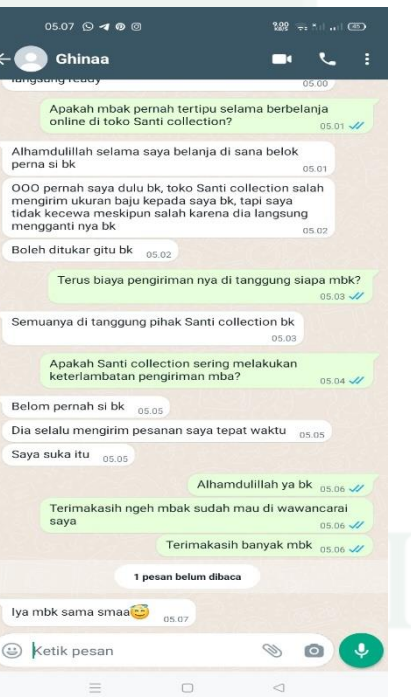 05.07
45
Ghinaa
langsung ready
05.00
Apakah mbak pernah tertipu selama berbelanja
online di toko Santi collection?
05.01
Alhamdulillah selama saya belanja di sana belok
perna si bk
05.01
OOO pernah saya dulu bk, toko Santi collection salah
mengirim ukuran baju kepada saya bk, tapi saya
tidak kecewa meskipun salah karena dia langsung
mengganti nya bk
05.02
Boleh ditukar gitu bk 05.02
Terus biaya pengiriman nya di tanggung siapa mbk?
05.03
Semuanya di tanggung pihak Santi collection bk
05.03
Apakah Santi collection sering melakukan
keterlambatan pengiriman mba?
05.04
Belom pernah si bk 05.05
Dia selalu mengirim pesanan saya tepat waktu 05.05
Saya suka itu 05.05
Alhamdulillah ya bk 05.06
Terimakasih ngeh mbak sudah mau di wawancarai
saya
05.06
Terimakasih banyak mbk 05.06
1 pesan belum dibaca
Iya mbk sama smaa😇 05.07
Ketik pesan